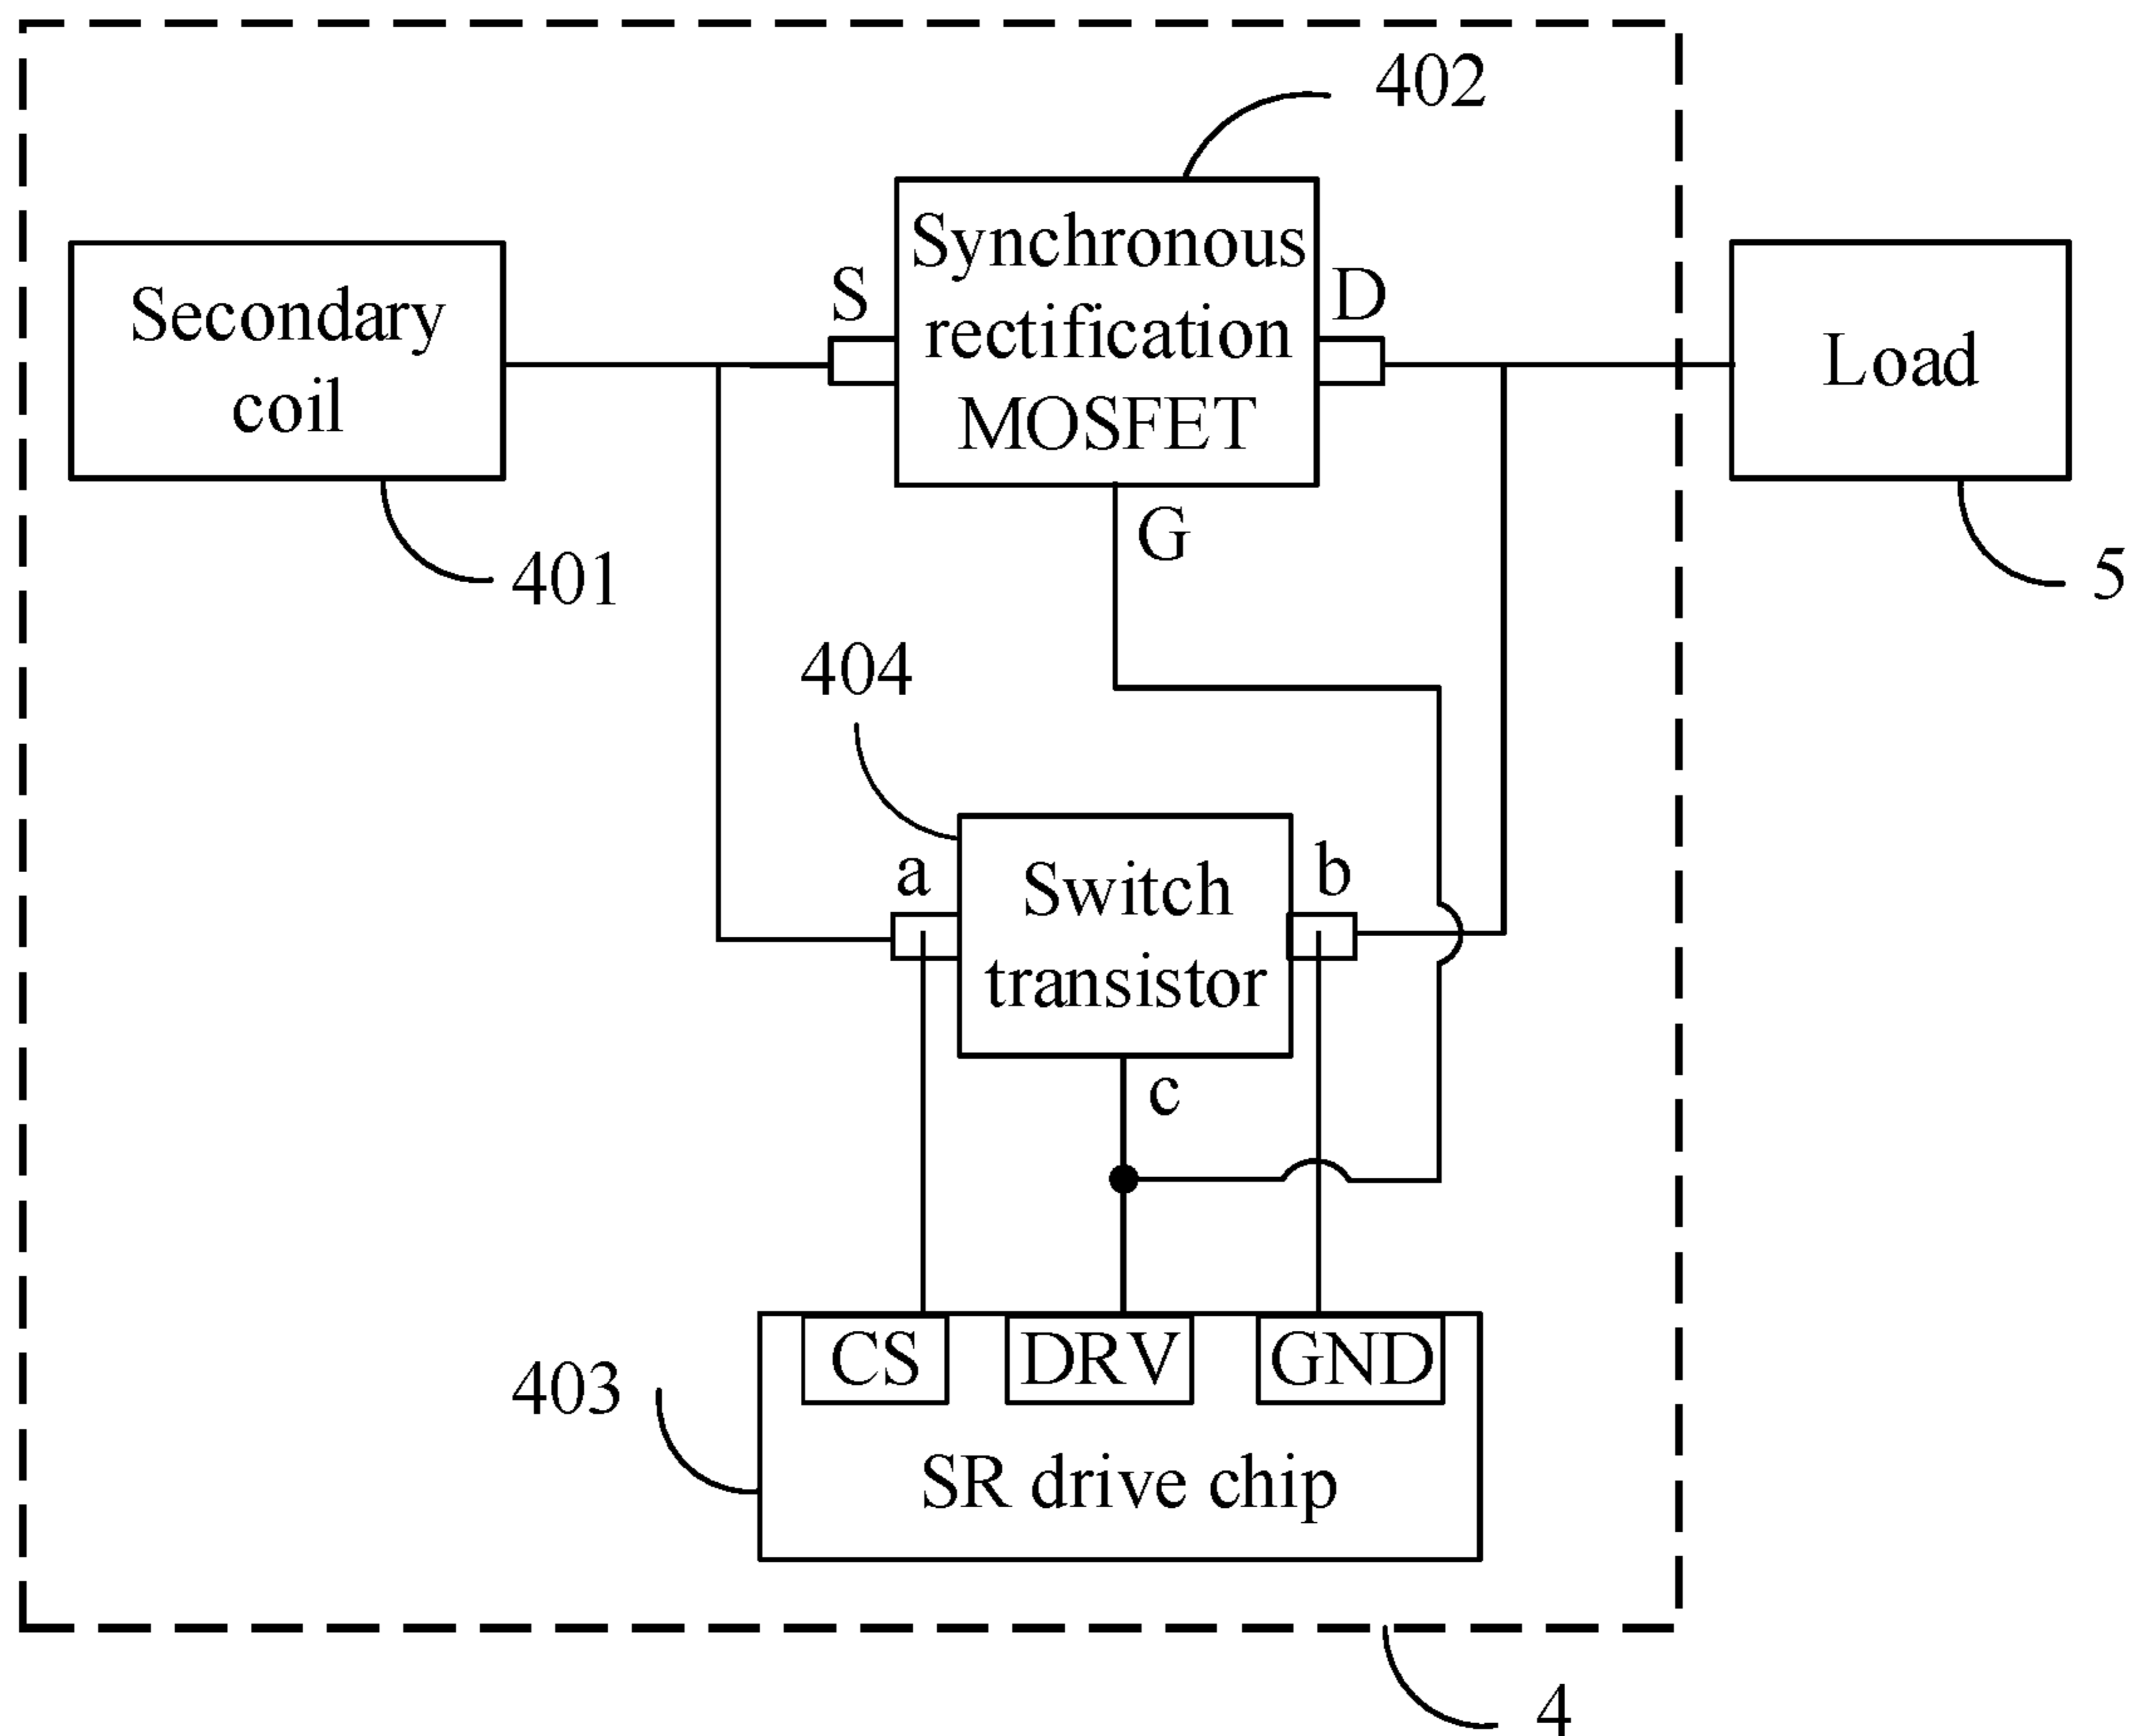 402
Synchronous
rectification
MOSFET
S
D
G
Secondary
coil
401
Load
5
404
a
Switch
transistor
b
c
CS
DRV
GND
SR drive chip
403
4